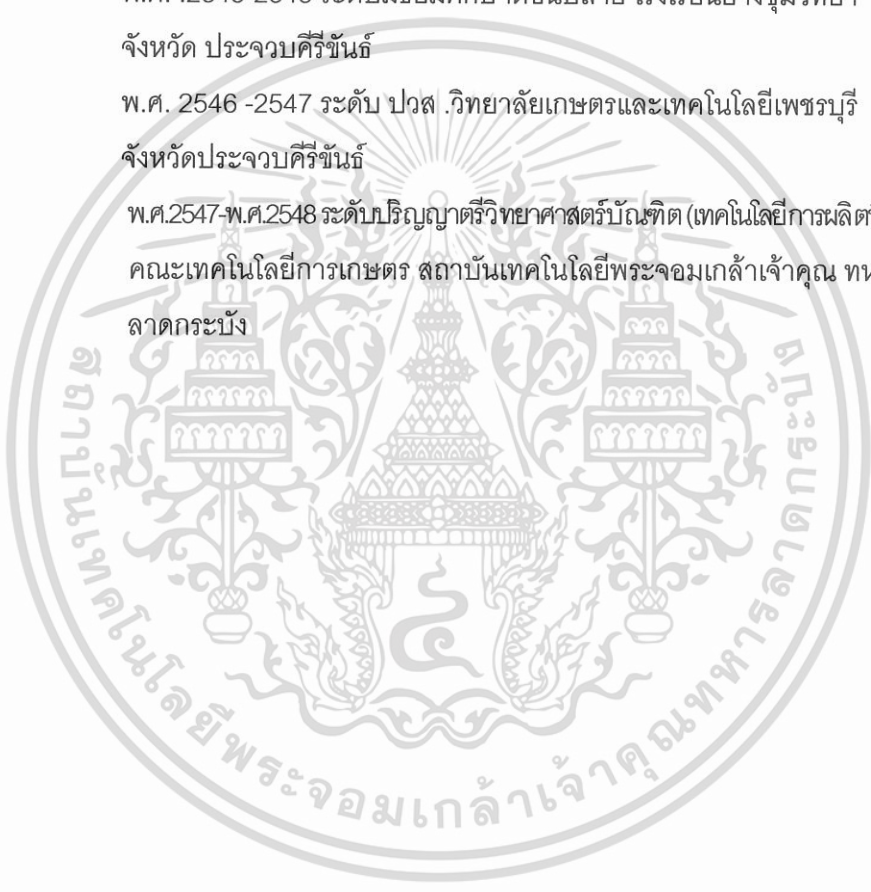 จังหวัด ประจวบคีรีขันธ์
พ.ศ. 2546 -2547 ระดับ ปวส .วิทยาลัยเกษตรและเทคโนโลยีเพชรบุรี
จังหวัดประจวบคีรีขันธ์
พ.ศ.2547-พ.ศ.2548 ระดับปริญญาตรีวิทยาศาสตร์บัณฑิต (เทคโนโลยีการผลิต
คณะเทคโนโลยีการเกษตร สถาบันเทคโนโลยีพระจอมเกล้าเจ้าคุณ
ลาดกระบัง
สถาบันเทคโนโลยีพระจอมเกล้าเจ้าคุณทหารลาดกระบัง
๔